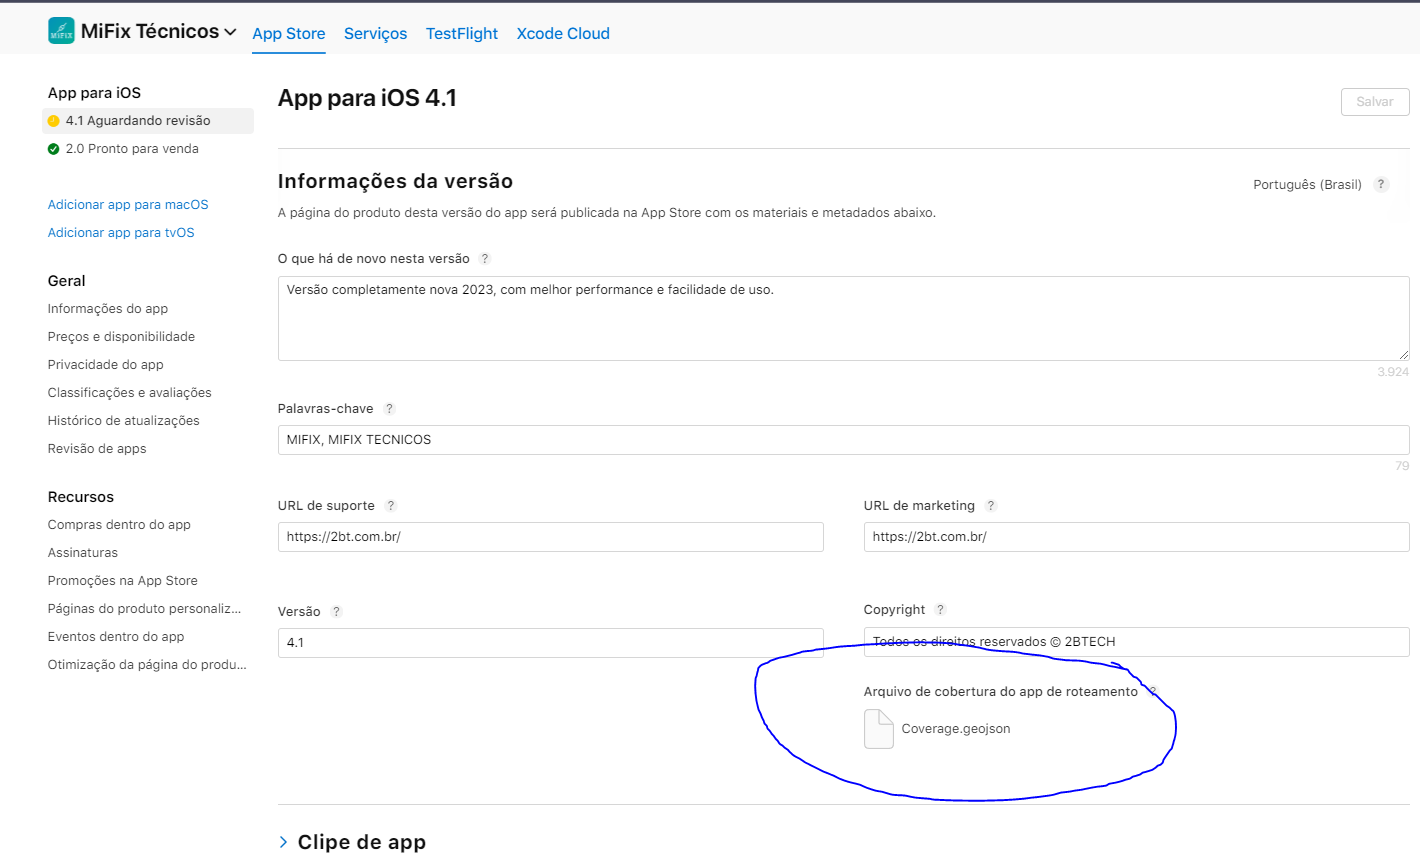 MiFix Técnicos
App Store
Serviços
TestFlight
Xcode Cloud
App para iOS
4.1 Aguardando revisão
2.0 Pronto para venda
Adicionar app para macOS
Adicionar app para tvOS
Geral
Informações do app
Preços e disponibilidade
Privacidade do app
Classificações e avaliações
Histórico de atualizações
Revisão de apps
Recursos
Compras dentro do app
Assinaturas
Promoções na App Store
Páginas do produto personaliz...
Eventos dentro do app
Otimização da página do produ...
App para iOS 4.1
Salvar
Informações da versão
Português (Brasil) ?
A página do produto desta versão do app será publicada na App Store com os materiais e metadados abaixo.
O que há de novo nesta versão ?
Versão completamente nova 2023, com melhor performance e facilidade de uso.
3.924
Palavras-chave ?
MIFIX, MIFIX TECNICOS
79
URL de suporte ?
https://2bt.com.br/
URL de marketing ?
https://2bt.com.br/
Versão ?
4.1
Copyright ?
Todos os direitos reservados © 2BTECH
Arquivo de cobertura do app de roteamento ?
Coverage.geojson
Clipe de app